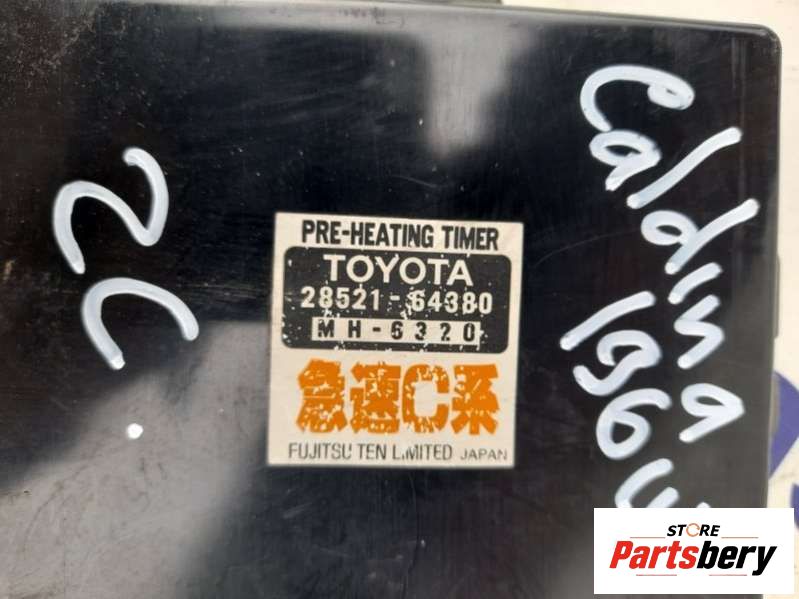 2C
PRE-HEATING TIMER
TOYOTA
28521-64380
MH-6320
急速C系
FUJITSU TEN LIMITED JAPAN
Caldina
STORE
Partsbery